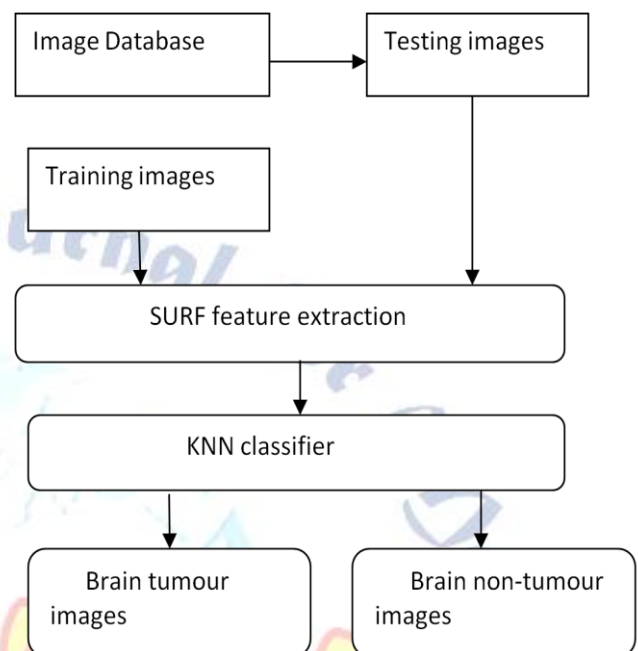 Image Database
Testing images
Training images
SURF feature extraction
KNN classifier
Brain tumour
images
Brain non-tumour
images